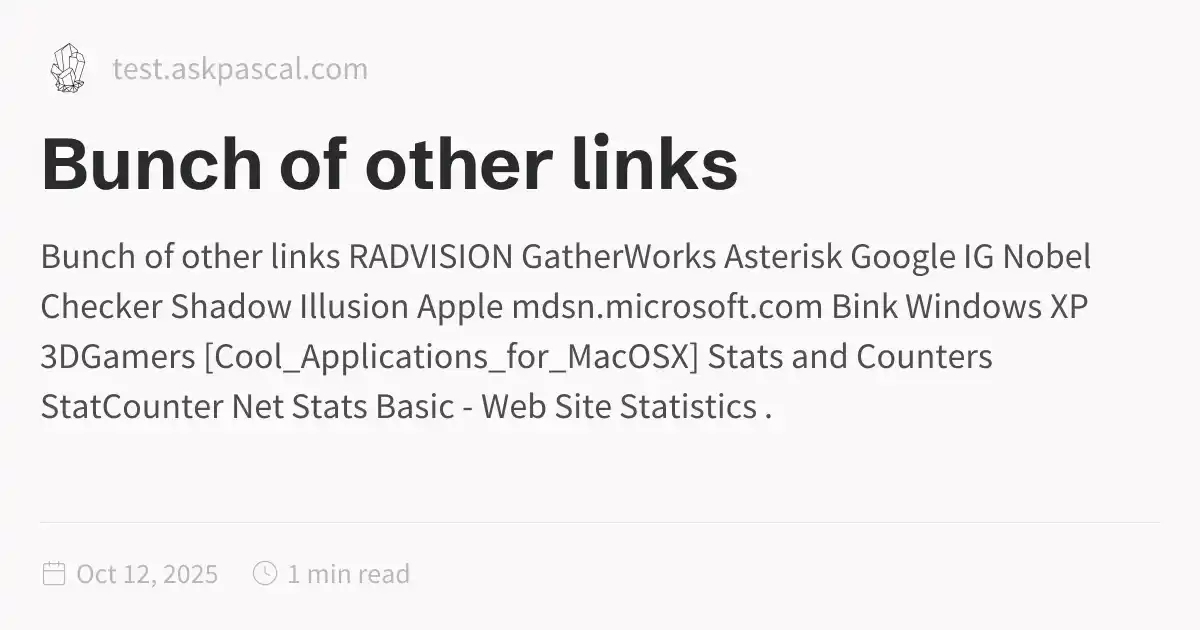 test.askpascal.com
Bunch of other links
Bunch of other links RADVISION GatherWorks Asterisk Google IG Nobel
Checker Shadow Illusion Apple mdsn.microsoft.com Bink Windows XP
3DGamers [Cool_Applications_for_MacOSX] Stats and Counters
StatCounter Net Stats Basic - Web Site Statistics .
Oct 12, 2025 1 min read